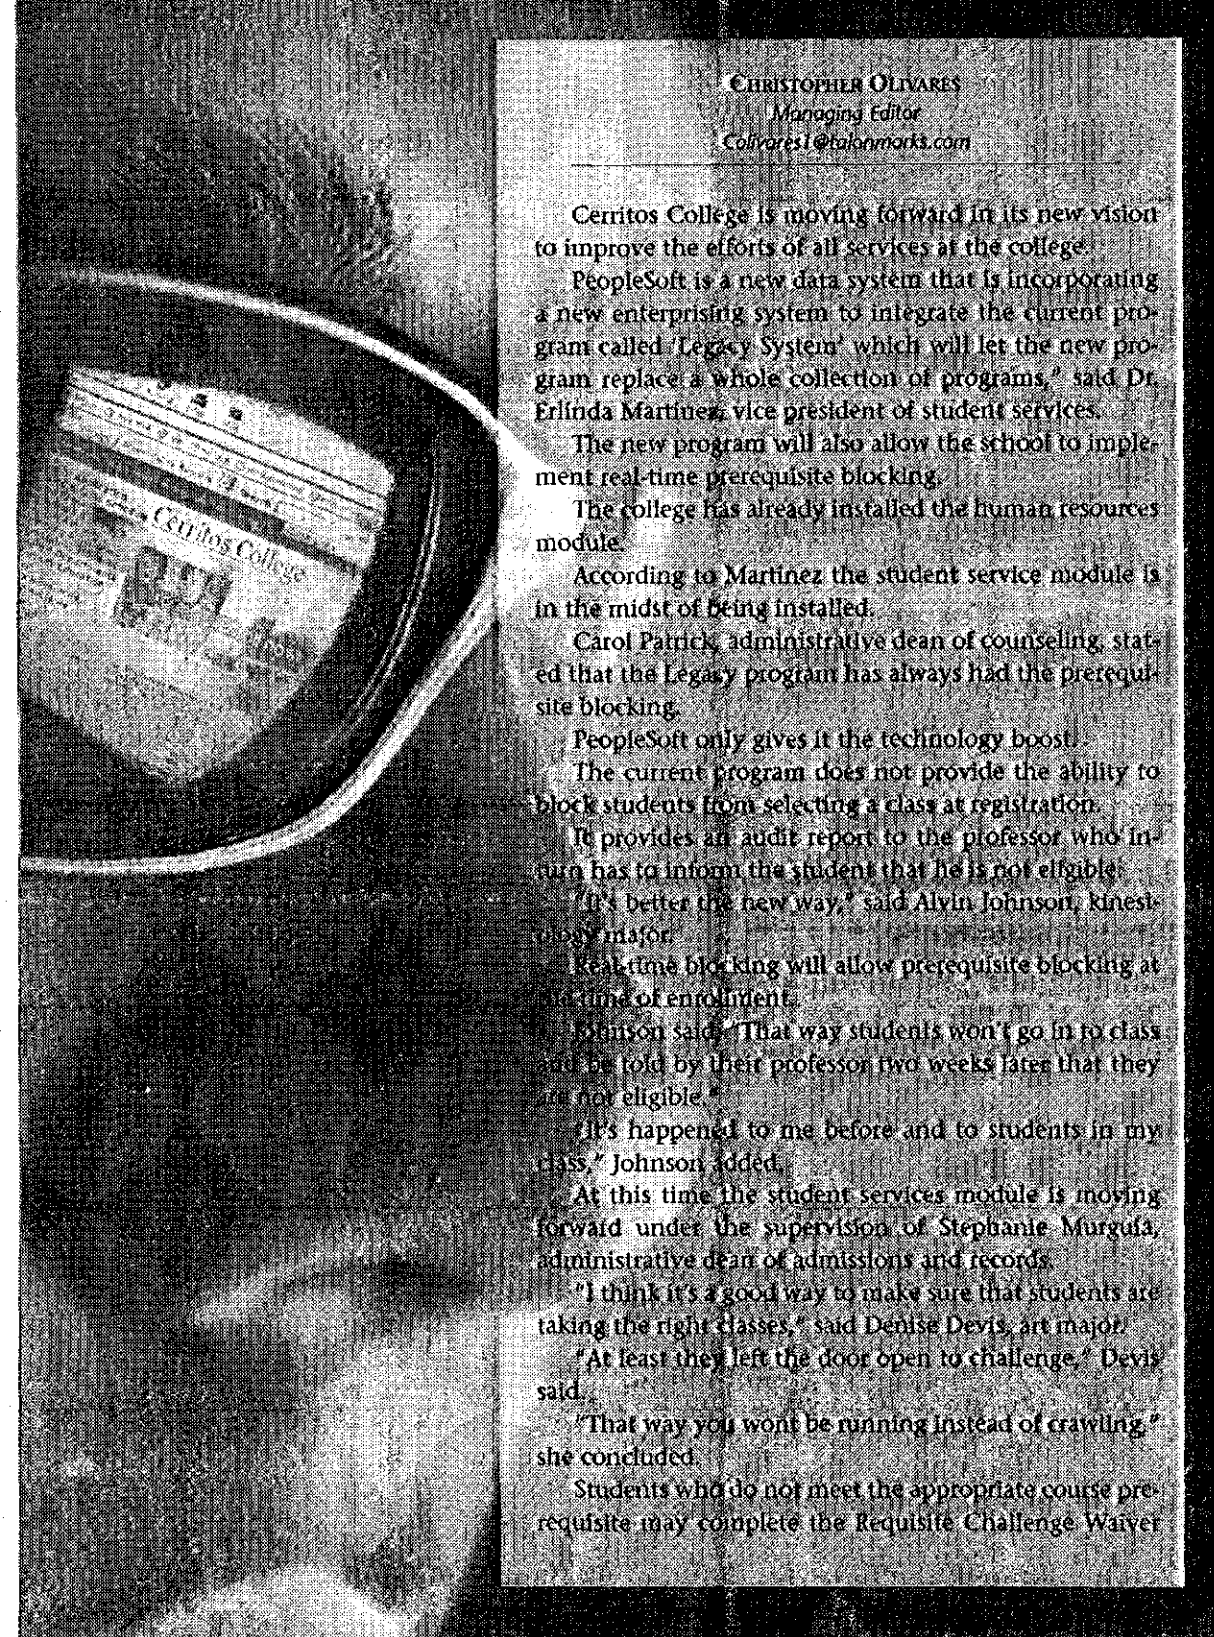 CHRISTOPHER OLIVARES
Managing Editor
Colivares1@talonmarks.com
Cerritos College is moving forward in its new vision
to improve the efforts of all services at the college.
PeopleSoft is a new data system that is incorporating
a new enterprising system to integrate the current pro-
gram called 'Legacy System' which will let the new pro-
gram replace a whole collection of programs," said Dr.
Erlinda Martinez, vice president of student services.
The new program will also allow the school to imple-
ment real-time prerequisite blocking.
The college has already installed the human resources
module.
According to Martinez the student service module is
in the midst of being installed.
Carol Patrick, administrative dean of counseling, stat-
ed that the Legacy program has always had the prerequi-
site blocking.
PeopleSoft only gives it the technology boost.
The current program does not provide the ability to
block students from selecting a class at registration.
It provides an audit report to the professor who in-
turn has to inform the student that he is not eligible.
"It's better the new way," said Alvin Johnson, kinesi-
ology major.
Real-time blocking will allow prerequisite blocking at
the time of enrollment.
Johnson said, "That way students won't go in to class
and be told by their professor two weeks later that they
are not eligible."
"It's happened to me before and to students in my
class," Johnson added.
At this time the student services module is moving
forward under the supervision of Stephanie Murguia,
administrative dean of admissions and records.
"I think it's a good way to make sure that students are
taking the right classes," said Denise Devis, art major.
"At least they left the door open to challenge," Devis
said.
"That way you wont be running instead of crawling,"
she concluded.
Students who do not meet the appropriate course pre-
requisite may complete the Requisite Challenge Waiver
Cerritos College